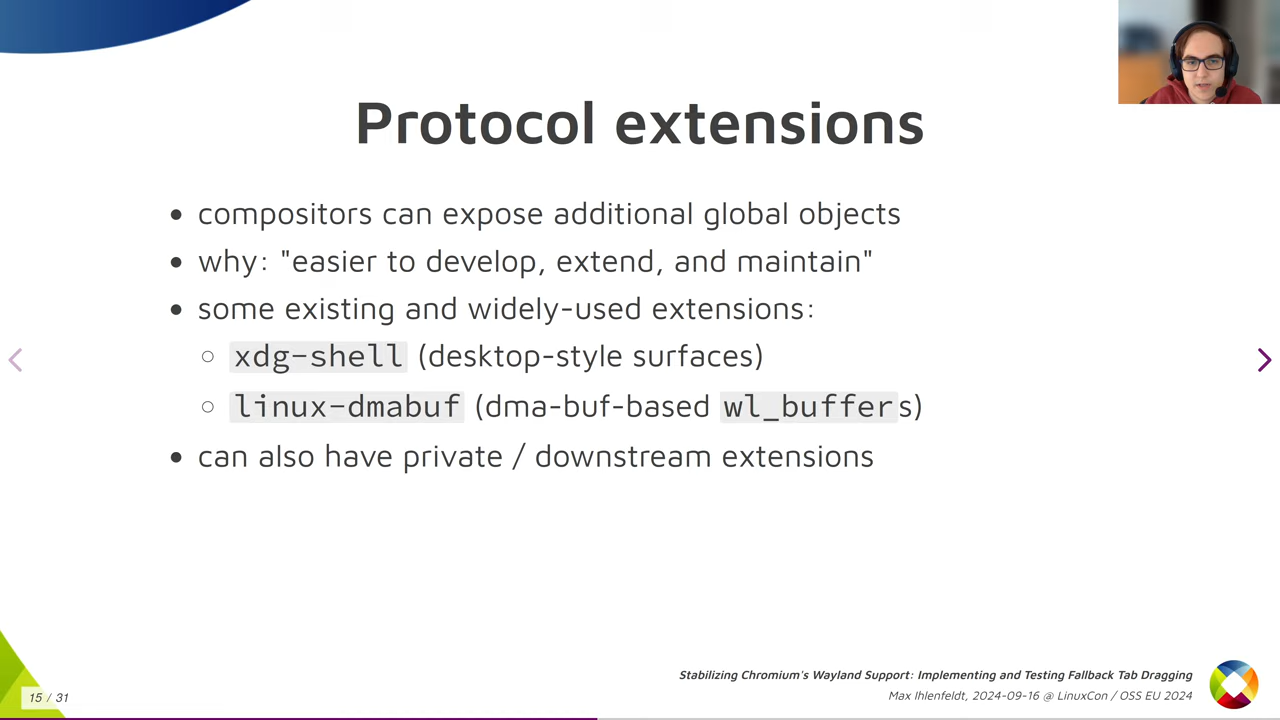 Protocol extensions
• compositors can expose additional global objects
• why: "easier to develop, extend, and maintain"
• some existing and widely-used extensions:
○ xdg-shell (desktop-style surfaces)
○ linux-dmabuf (dma-buf-based wl_buffers)
• can also have private / downstream extensions
Stabilizing Chromium's Wayland Support: Implementing and Testing Fallback Tab Dragging
15 / 31
Max Ihlenfeldt, 2024-09-16 @ LinuxCon / OSS EU 2024